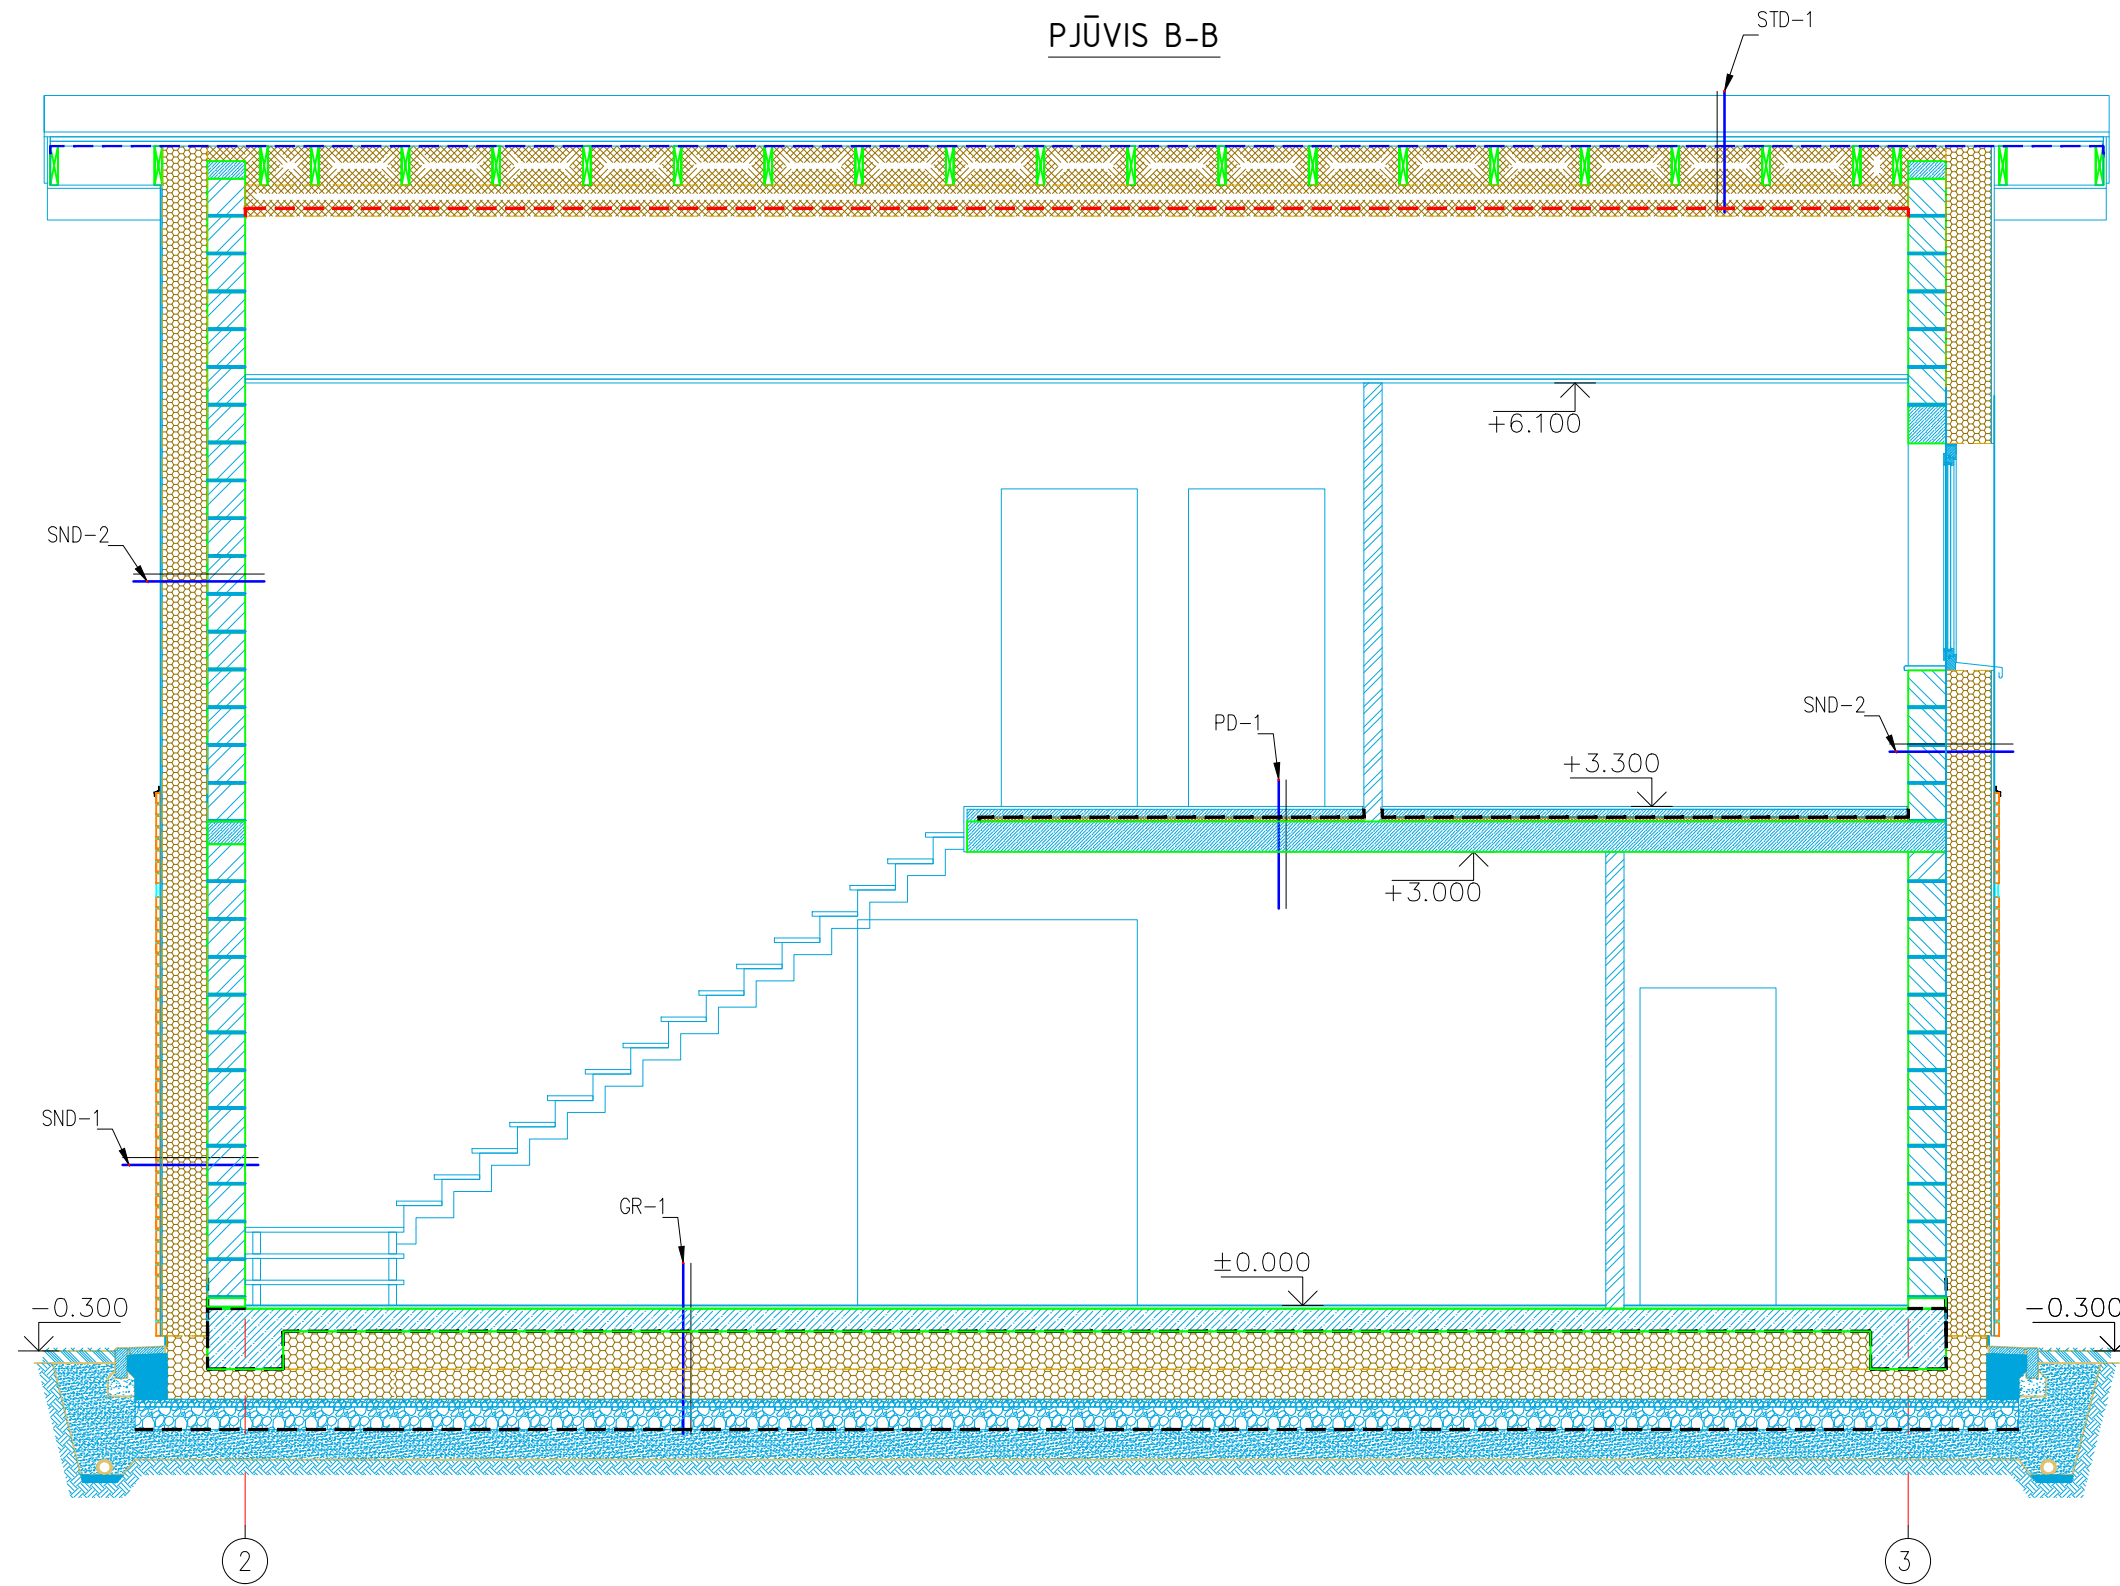 STD-1
PJŪVIS B-B
+6.100
SND-2
SND-2
PD-1
+3.300
+3.000
SND-1
GR-1
±0.000
-0.300
-0.300
2
3